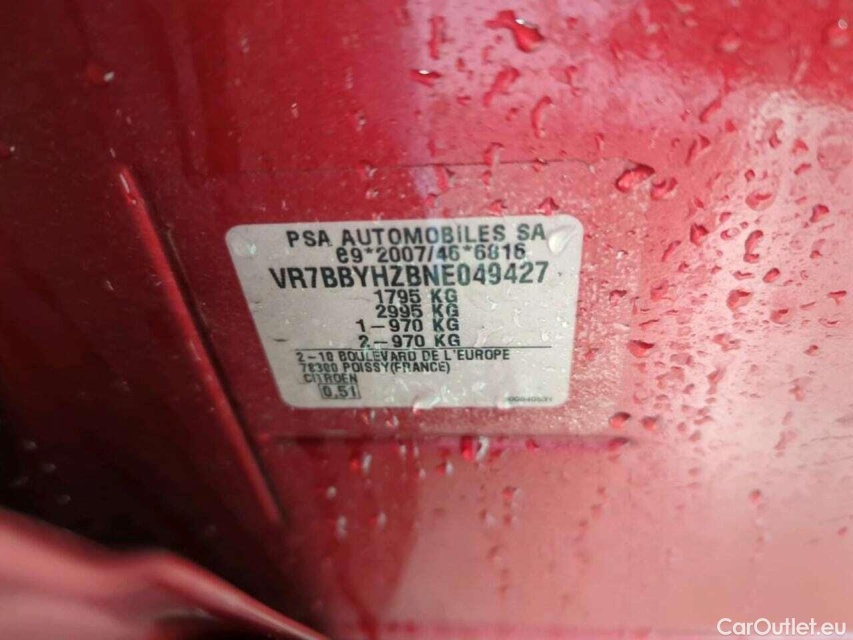 PSA AUTOMOBILES SA
e9*2007/46*6816
VR7BBYHZBNE049427
1795 KG
2995 KG
1-970 KG
2-970 KG
2-10 BOULEVARD DE L'EUROPE
78300 POISSY(FRANCE)
CITROEN
0.51
CarOutlet.eu